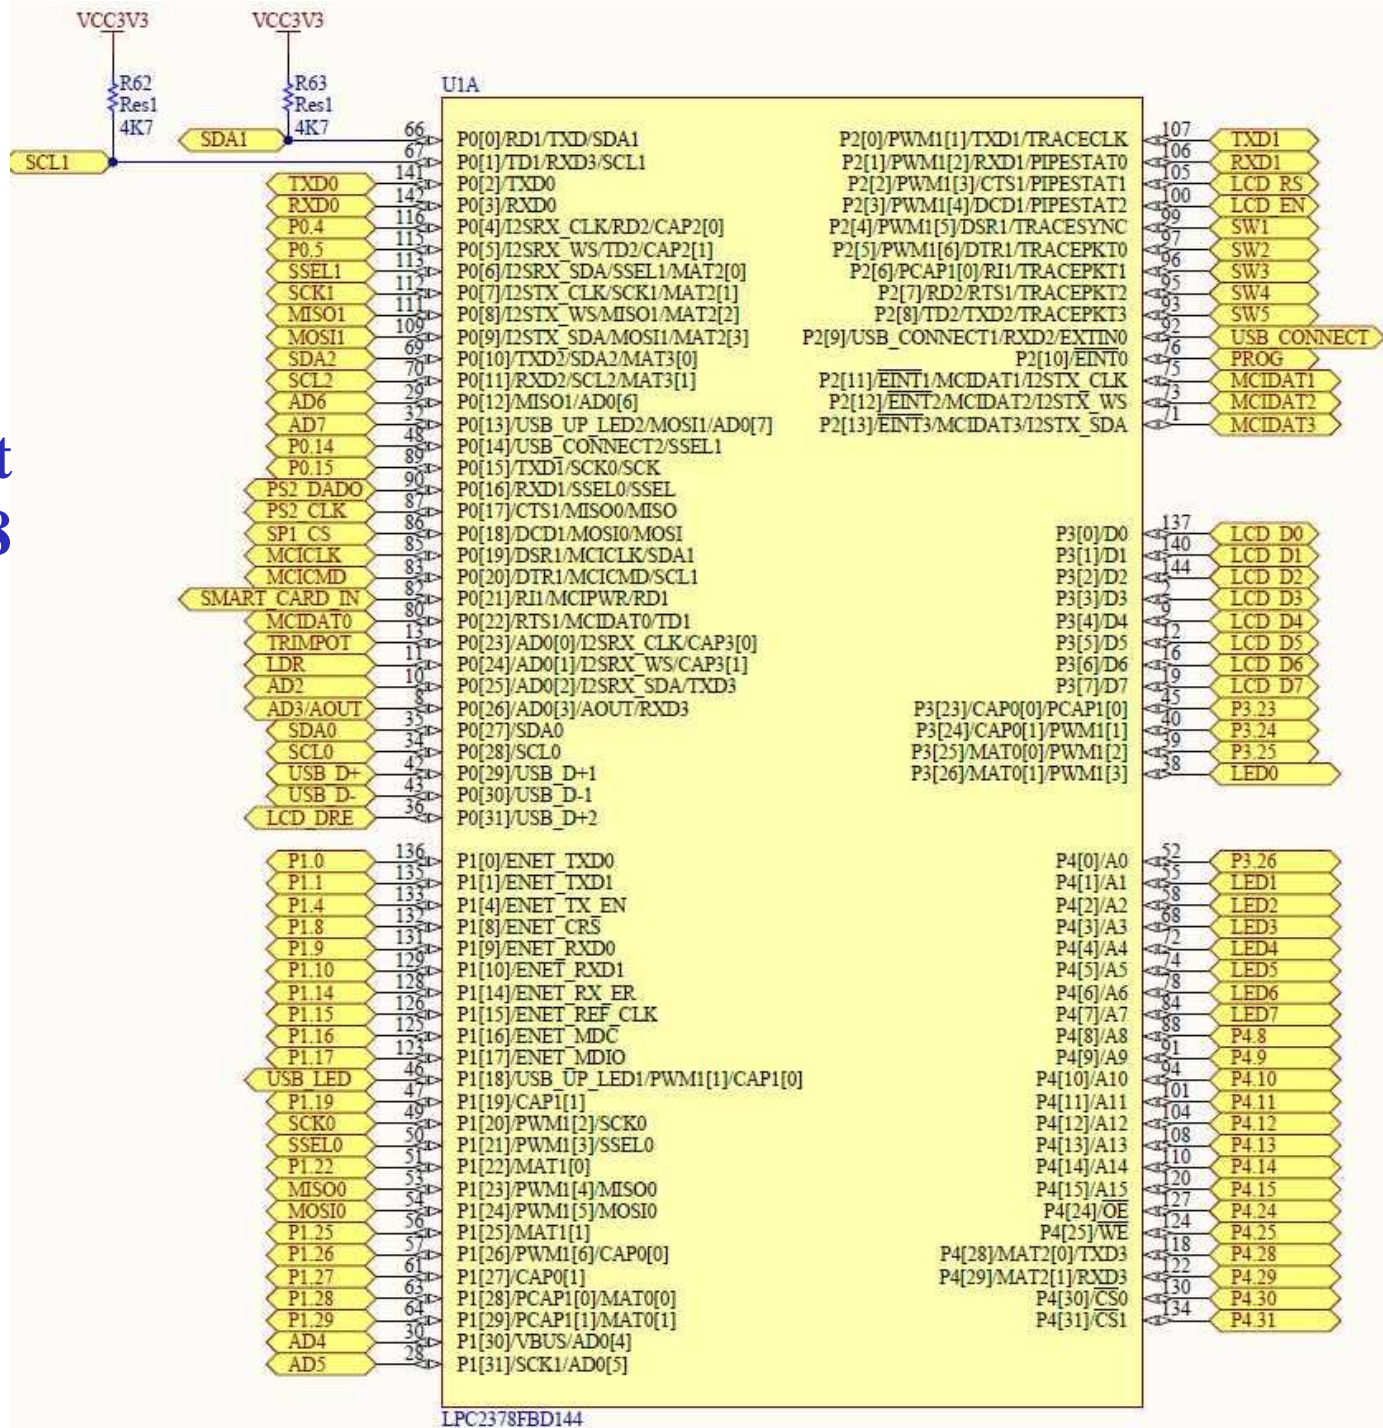 VCC3V3 VCC3V3
R62 R63
Res1 Res1
4K7 4K7
U1A
SDA1 66 P0[0]/RD1/TXD/SDA1 P2[0]/PWM1[1]/TXD1/TRACECLK 107 TXD1
SCL1 67 P0[1]/TD1/RXD3/SCL1 P2[1]/PWM1[2]/RXD1/PIPESTAT0 106 RXD1
TXD0 141 P0[2]/TXD0 P2[2]/PWM1[3]/CTS1/PIPESTAT1 105 LCD_RS
RXD0 142 P0[3]/RXD0 P2[3]/PWM1[4]/DCD1/PIPESTAT2 100 LCD_EN
P0.4 116 P0[4]/I2SRX_CLK/RD2/CAP2[0] P2[4]/PWM1[5]/DSR1/TRACESYNC 99 SW1
P0.5 115 P0[5]/I2SRX_WS/TD2/CAP2[1] P2[5]/PWM1[6]/DTR1/TRACEPKT0 97 SW2
SSEL1 113 P0[6]/I2SRX_SDA/SSEL1/MAT2[0] P2[6]/PCAP1[0]/RI1/TRACEPKT1 96 SW3
SCK1 112 P0[7]/I2STX_CLK/SCK1/MAT2[1] P2[7]/RD2/RTS1/TRACEPKT2 95 SW4
MISO1 111 P0[8]/I2STX_WS/MISO1/MAT2[2] P2[8]/TD2/TXD2/TRACEPKT3 93 SW5
MOSI1 109 P0[9]/I2STX_SDA/MOSI1/MAT2[3] P2[9]/USB_CONNECT1/RXD2/EXTIN0 92 USB_CONNECT
SDA2 69 P0[10]/TXD2/SDA2/MAT3[0] P2[10]/EINT0 76 PROG
SCL2 70 P0[11]/RXD2/SCL2/MAT3[1] P2[11]/EINT1/MCIDAT1/I2STX_CLK 75 MCIDAT1
AD6 29 P0[12]/MISO1/AD0[6] P2[12]/EINT2/MCIDAT2/I2STX_WS 73 MCIDAT2
AD7 32 P0[13]/USB_UP_LED2/MOSI1/AD0[7] P2[13]/EINT3/MCIDAT3/I2STX_SDA 71 MCIDAT3
P0.14 48 P0[14]/USB_CONNECT2/SSEL1
t
P0.15 89 P0[15]/TXD1/SCK0/SCK
PS2_DADO 90 P0[16]/RXD1/SSEL0/SSEL
PS2_CLK 87 P0[17]/CTS1/MISO0/MISO
SP1_CS 86 P0[18]/DCD1/MOSI0/MOSI P3[0]/D0 137 LCD_D0
3
MCICLK 85 P0[19]/DSR1/MCICLK/SDA1 P3[1]/D1 140 LCD_D1
MCICMD 83 P0[20]/DTR1/MCICMD/SCL1 P3[2]/D2 144 LCD_D2
SMART_CARD_IN 82 P0[21]/RI1/MCIPWR/RD1 P3[3]/D3 2 LCD_D3
MCIDAT0 80 P0[22]/RTS1/MCIDAT0/TD1 P3[4]/D4 9 LCD_D4
TRIMPOT 13 P0[23]/AD0[0]/I2SRX_CLK/CAP3[0] P3[5]/D5 12 LCD_D5
LDR 11 P0[24]/AD0[1]/I2SRX_WS/CAP3[1] P3[6]/D6 16 LCD_D6
AD2 10 P0[25]/AD0[2]/I2SRX_SDA/TXD3 P3[7]/D7 19 LCD_D7
AD3/AOUT 8 P0[26]/AD0[3]/AOUT/RXD3 P3[23]/CAP0[0]/PCAP1[0] 45 P3.23
SDA0 35 P0[27]/SDA0 P3[24]/CAP0[1]/PWM1[1] 40 P3.24
SCL0 34 P0[28]/SCL0 P3[25]/MAT0[0]/PWM1[2] 39 P3.25
USB_D+ 42 P0[29]/USB_D+1 P3[26]/MAT0[1]/PWM1[3] 38 LED0
USB_D- 43 P0[30]/USB_D-1
LCD_DRE 36 P0[31]/USB_D+2
P1.0 136 P1[0]/ENET_TXD0 P4[0]/A0 52 P3.26
P1.1 135 P1[1]/ENET_TXD1 P4[1]/A1 55 LED1
P1.4 133 P1[4]/ENET_TX_EN P4[2]/A2 58 LED2
P1.8 132 P1[8]/ENET_CRS P4[3]/A3 68 LED3
P1.9 131 P1[9]/ENET_RXD0 P4[4]/A4 72 LED4
P1.10 129 P1[10]/ENET_RXD1 P4[5]/A5 74 LED5
P1.14 128 P1[14]/ENET_RX_ER P4[6]/A6 78 LED6
P1.15 126 P1[15]/ENET_REF_CLK P4[7]/A7 84 LED7
P1.16 125 P1[16]/ENET_MDC P4[8]/A8 88 P4.8
P1.17 123 P1[17]/ENET_MDIO P4[9]/A9 91 P4.9
USB_LED 46 P1[18]/USB_UP_LED1/PWM1[1]/CAP1[0] P4[10]/A10 94 P4.10
P1.19 47 P1[19]/CAP1[1] P4[11]/A11 101 P4.11
SCK0 49 P1[20]/PWM1[2]/SCK0 P4[12]/A12 104 P4.12
SSEL0 50 P1[21]/PWM1[3]/SSEL0 P4[13]/A13 108 P4.13
P1.22 51 P1[22]/MAT1[0] P4[14]/A14 110 P4.14
MISO0 53 P1[23]/PWM1[4]/MISO0 P4[15]/A15 120 P4.15
MOSI0 54 P1[24]/PWM1[5]/MOSI0 P4[24]/OE 127 P4.24
P1.25 56 P1[25]/MAT1[1] P4[25]/WE 124 P4.25
P1.26 57 P1[26]/PWM1[6]/CAP0[0] P4[28]/MAT2[0]/TXD3 118 P4.28
P1.27 61 P1[27]/CAP0[1] P4[29]/MAT2[1]/RXD3 122 P4.29
P1.28 63 P1[28]/PCAP1[0]/MAT0[0] P4[30]/CS0 130 P4.30
P1.29 64 P1[29]/PCAP1[1]/MAT0[1] P4[31]/CS1 134 P4.31
AD4 30 P1[30]/VBUS/AD0[4]
AD5 28 P1[31]/SCK1/AD0[5]
LPC2378FBD144